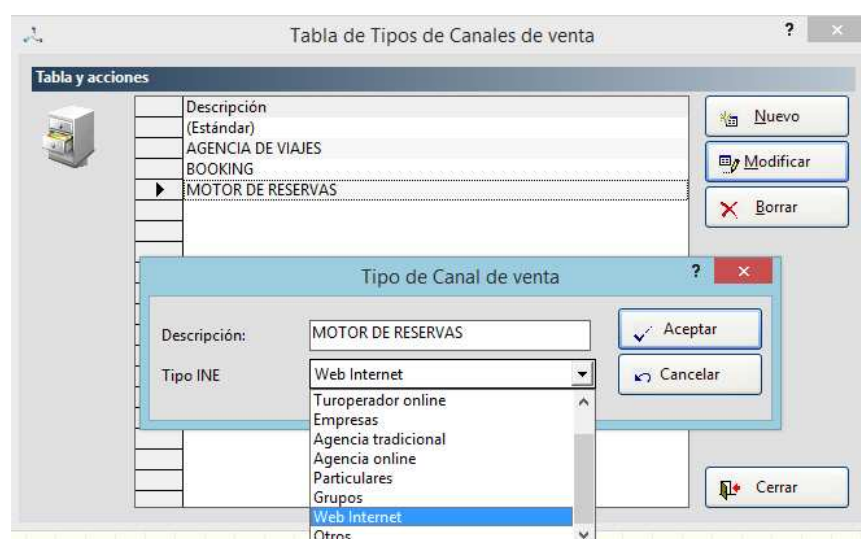 Tabla de Tipos de Canales de venta
?
Tabla y acciones
Descripción
(Estándar)
AGENCIA DE VIAJES
BOOKING
MOTOR DE RESERVAS
Nuevo
Modificar
Borrar
Tipo de Canal de venta
?
Descripción:
MOTOR DE RESERVAS
Aceptar
Tipo INE
Web Internet
Cancelar
Turoperador online
Empresas
Agencia tradicional
Agencia online
Particulares
Grupos
Web Internet
Otros
Cerrar